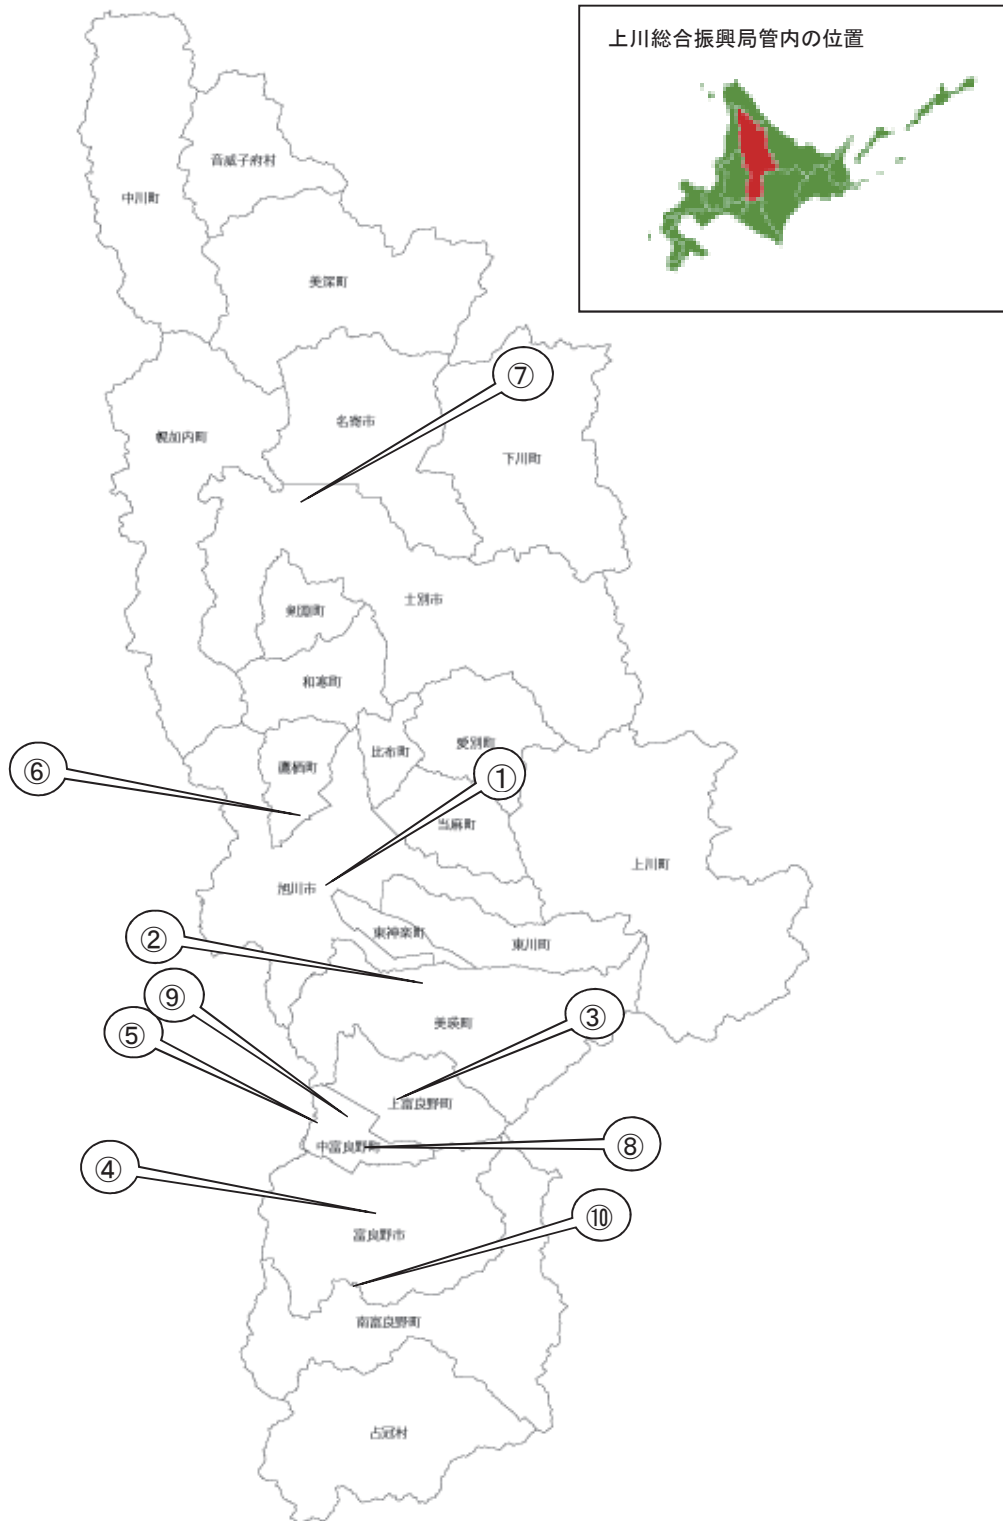 上川総合振興局管内の位置
音威子府村
中川町
美深町
⑦
名寄市
幌加内町
下川町
士別市
剣淵町
和寒町
比布町
愛別町
鷹栖町
⑥
①
当麻町
上川町
旭川市
東神楽町
東川町
②
⑨
美瑛町
③
⑤
上富良野町
中富良野町
⑧
④
⑩
富良野市
南富良野町
占冠村